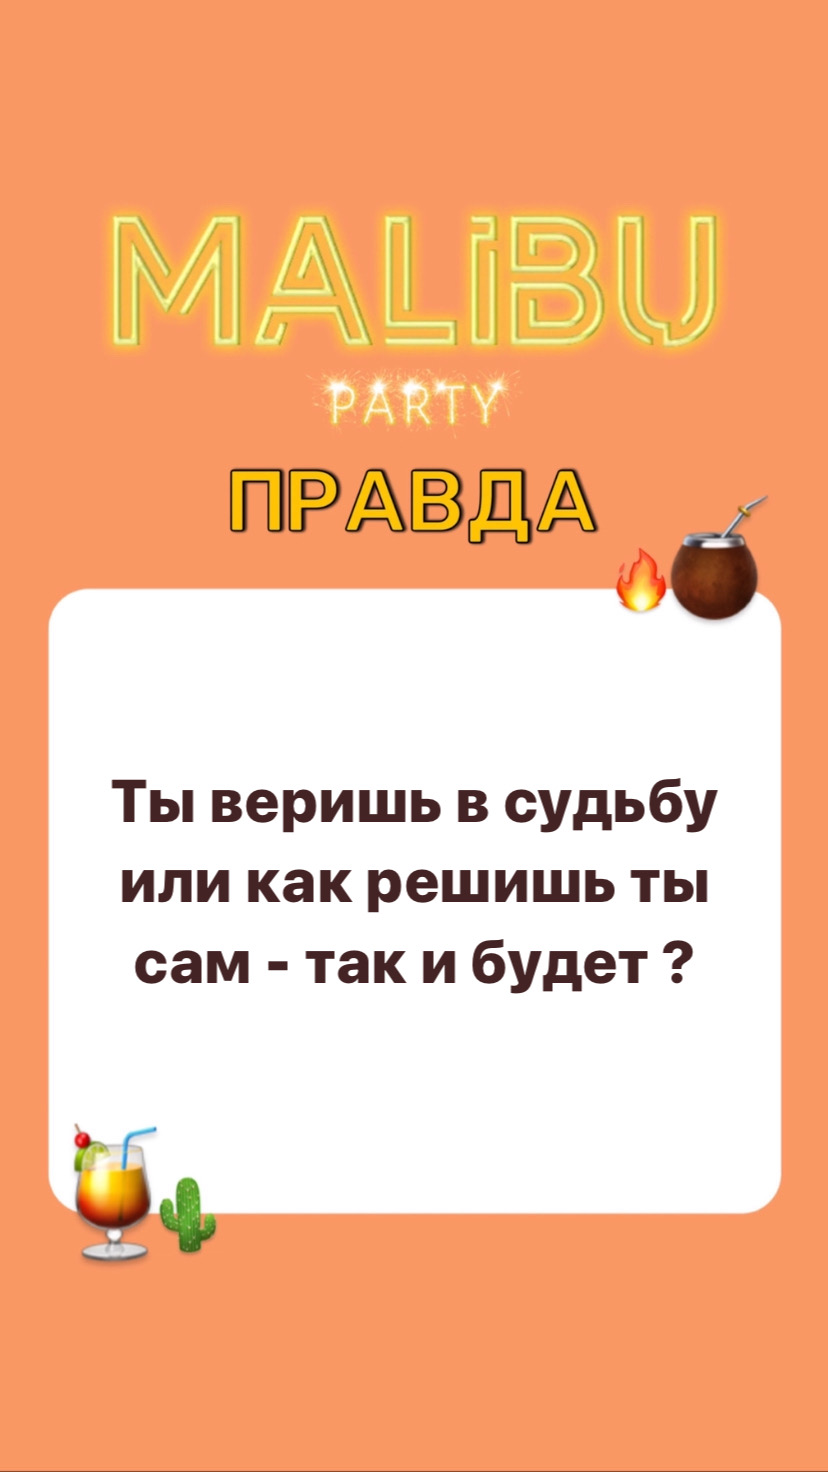 MALiBU
PARTY
ПРАВДА
Ты веришь в судьбу
или как решишь ты
сам - так и будет ?